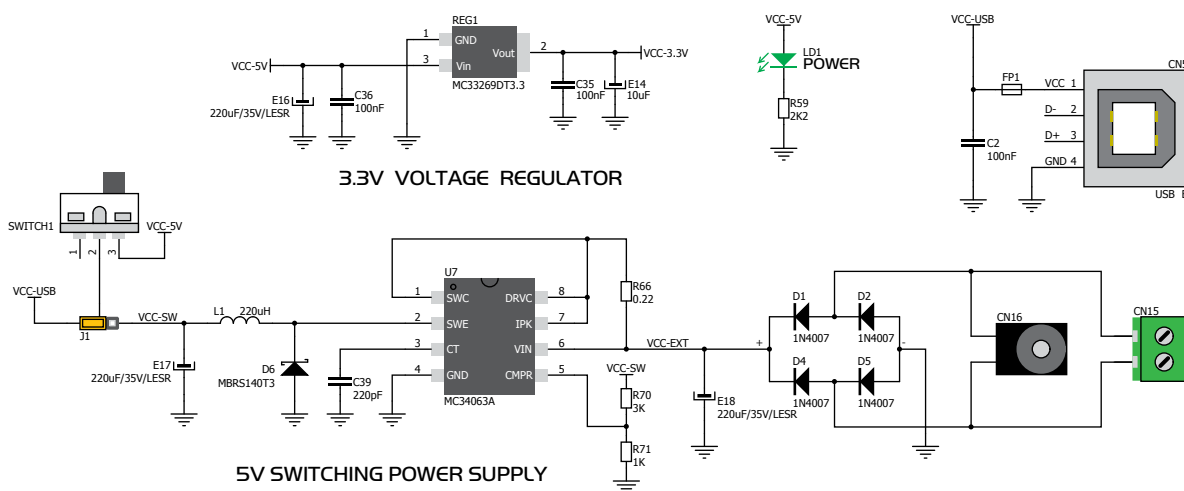 REG1
1
GND
Vout
2
3
Vin
VCC-5V
VCC-3.3V
MC33269DT3.3
E16
220uF/35V/LESR
C36
100nF
C35
100nF
E14
10uF
3.3V VOLTAGE REGULATOR
VCC-5V
LD1
POWER
R59
2K2
VCC-USB
CN5
FP1
VCC 1
D- 2
D+ 3
GND 4
C2
100nF
USB B
SWITCH1
1
2
3
VCC-5V
VCC-USB
J1
VCC-SW
L1
220uH
E17
220uF/35V/LESR
D6
MBRS140T3
C39
220pF
U7
1 SWC
DRVC 8
2 SWE
IPK 7
3 CT
VIN 6
4 GND
CMPR 5
MC34063A
R66
0.22
VCC-EXT
VCC-SW
R70
3K
R71
1K
E18
220uF/35V/LESR
+
-
D1
1N4007
D2
1N4007
D4
1N4007
D5
1N4007
CN16
CN15
5V SWITCHING POWER SUPPLY